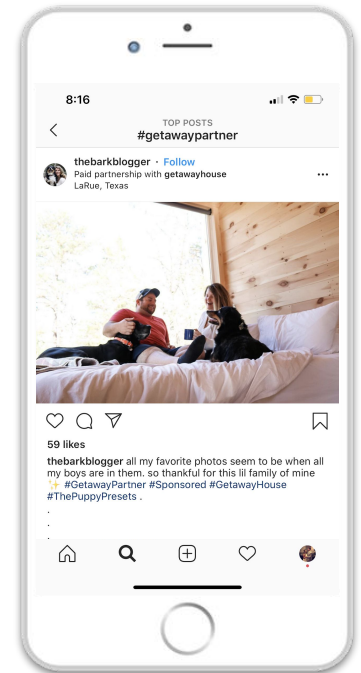 8:16
TOP POSTS
#getawaypartner
thebarkblogger · Follow
Paid partnership with getawayhouse
LaRue, Texas
59 likes
thebarkblogger all my favorite photos seem to be when all
my boys are in them. so thankful for this lil family of mine
✨ #GetawayPartner #Sponsored #GetawayHouse
#ThePuppyPresets .
.
.
.